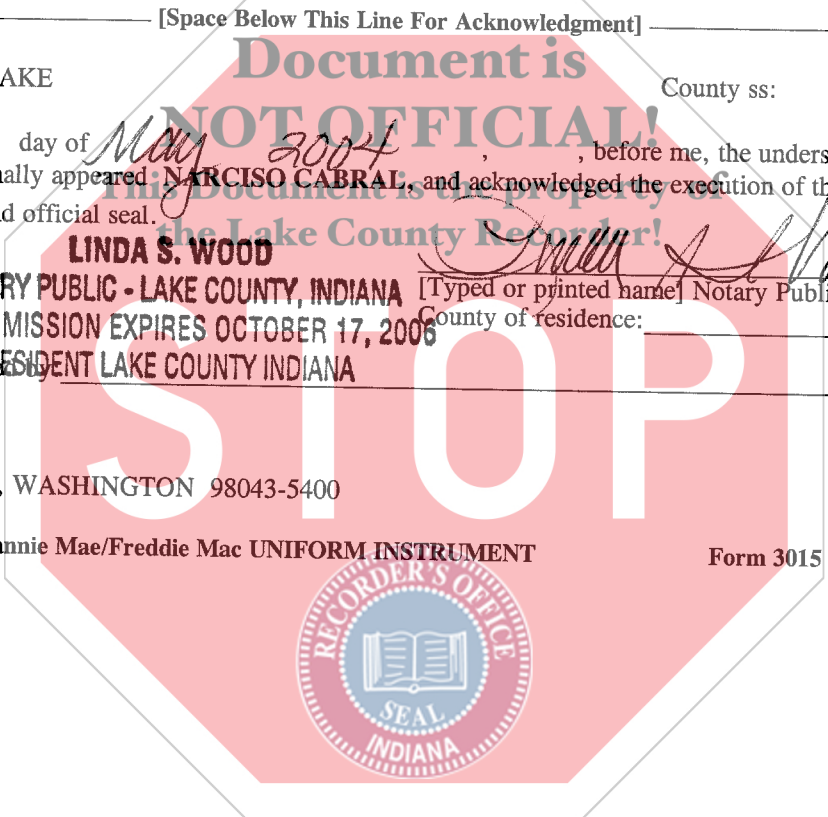 [Space Below This Line For Acknowledgment]
Document is
AKE County ss:
NOT OFFICIAL!
day of May 2004 , , before me, the unders
nally appeared NARCISO CABRAL, and acknowledged the execution of th
This Document is the property of
d official seal.
the Lake County Recorder!
LINDA S. WOOD
RY PUBLIC - LAKE COUNTY, INDIANA
[Typed or printed name] Notary Publi
MISSION EXPIRES OCTOBER 17, 2006
County of residence:
ESIDENT LAKE COUNTY INDIANA
STOP
, WASHINGTON 98043-5400
nnie Mae/Freddie Mac UNIFORM INSTRUMENT Form 3015
RECORDER'S OFFICE
SEAL
INDIANA